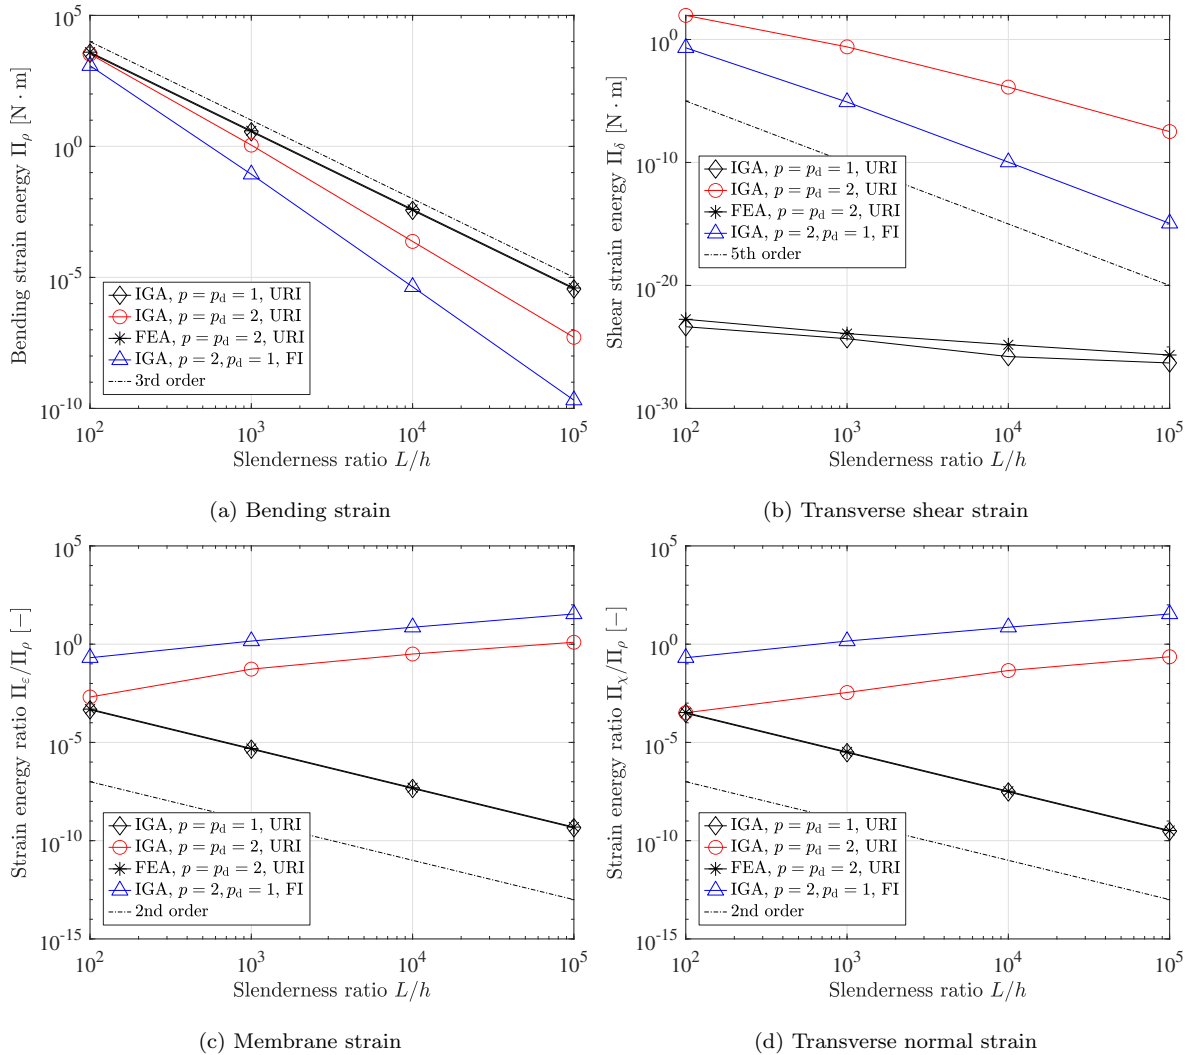 10^5
10^0
10^-5
10^-10
Bending strain energy Π_ρ [N · m]
IGA, p = p_d = 1, URI
IGA, p = p_d = 2, URI
FEA, p = p_d = 2, URI
IGA, p = 2, p_d = 1, FI
3rd order
10^2 10^3 10^4 10^5
Slenderness ratio L/h
(a) Bending strain
10^0
10^-10
10^-20
10^-30
Shear strain energy Π_δ [N · m]
IGA, p = p_d = 1, URI
IGA, p = p_d = 2, URI
FEA, p = p_d = 2, URI
IGA, p = 2, p_d = 1, FI
5th order
10^2 10^3 10^4 10^5
Slenderness ratio L/h
(b) Transverse shear strain
10^5
10^0
10^-5
10^-10
10^-15
Strain energy ratio Π_ε/Π_ρ [−]
IGA, p = p_d = 1, URI
IGA, p = p_d = 2, URI
FEA, p = p_d = 2, URI
IGA, p = 2, p_d = 1, FI
2nd order
10^2 10^3 10^4 10^5
Slenderness ratio L/h
(c) Membrane strain
10^5
10^0
10^-5
10^-10
10^-15
Strain energy ratio Π_χ/Π_ρ [−]
IGA, p = p_d = 1, URI
IGA, p = p_d = 2, URI
FEA, p = p_d = 2, URI
IGA, p = 2, p_d = 1, FI
2nd order
10^2 10^3 10^4 10^5
Slenderness ratio L/h
(d) Transverse normal strain